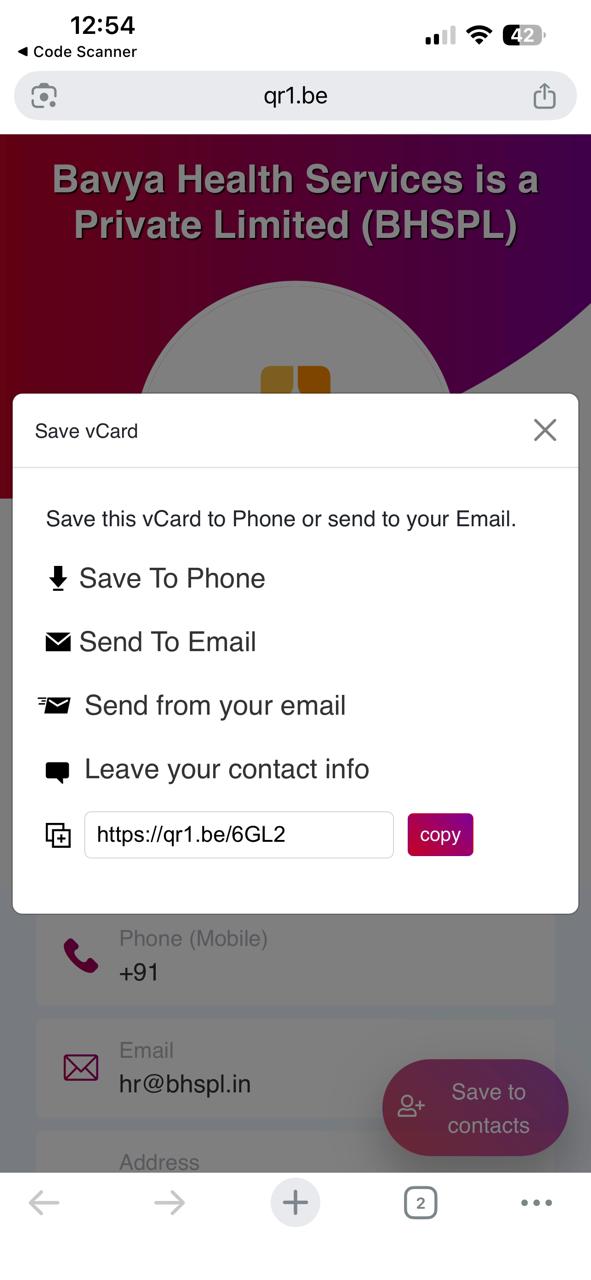 12:54
42
◀ Code Scanner
qr1.be
Bavya Health Services is a
Private Limited (BHSPL)
Save vCard
Save this vCard to Phone or send to your Email.
Save To Phone
Send To Email
Send from your email
Leave your contact info
https://qr1.be/6GL2
copy
Phone (Mobile)
+91
Email
hr@bhspl.in
Save to
contacts
Address
2